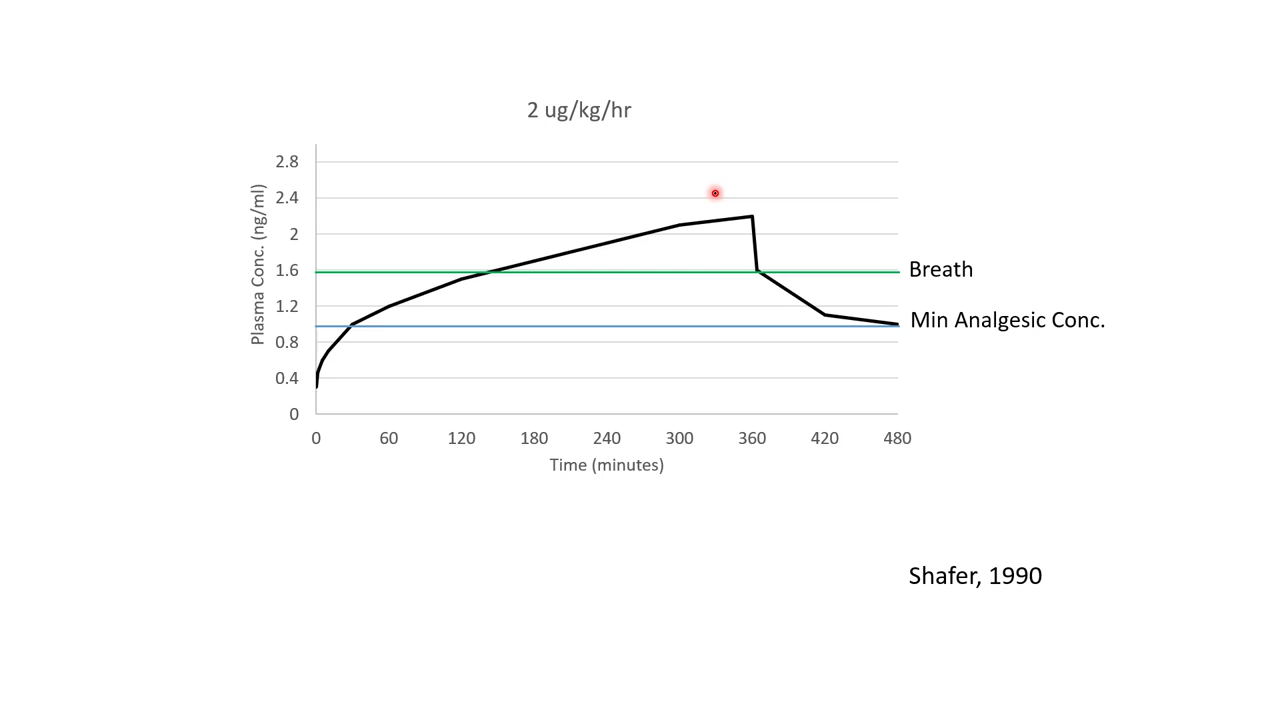 2 ug/kg/hr
Plasma Conc. (ng/ml)
2.8
2.4
2
1.6
1.2
0.8
0.4
0
Breath
Min Analgesic Conc.
0 60 120 180 240 300 360 420 480
Time (minutes)
Shafer, 1990